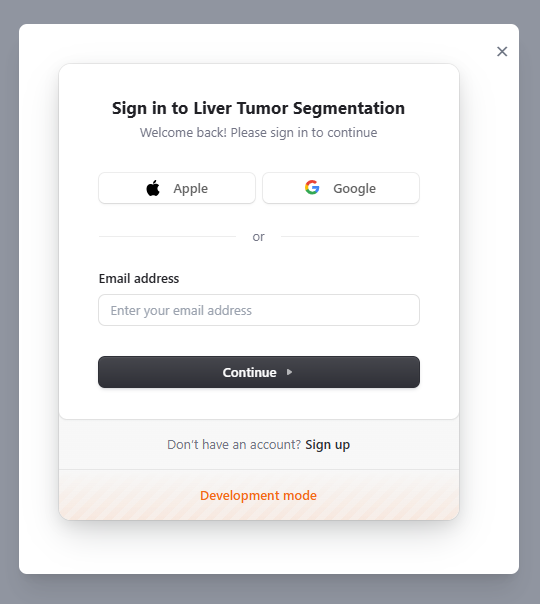 Sign in to Liver Tumor Segmentation
Welcome back! Please sign in to continue
Apple
Google
or
Email address
Enter your email address
Continue
Don't have an account? Sign up
Development mode